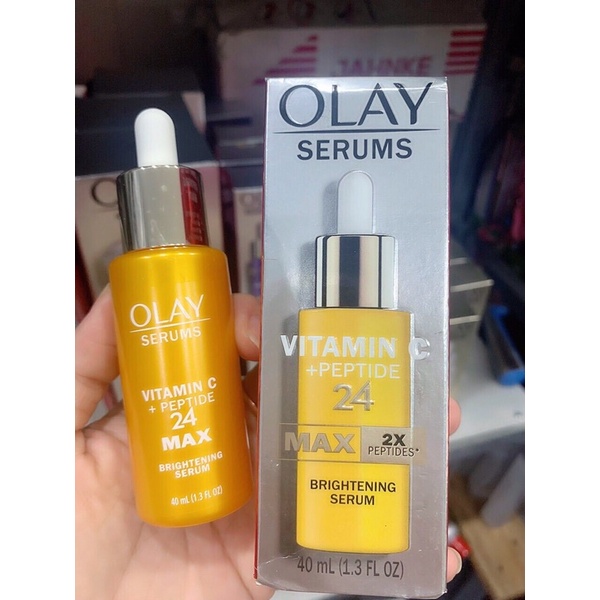 JAHNKE
OLAY
SERUMS
VITAMIN C
+ PEPTIDE
24
MAX
BRIGHTENING
SERUM
40 mL (1.3 FL OZ)
OLAY
SERUMS
VITAMIN C
+PEPTIDE
24
MAX
2X
PEPTIDES*
BRIGHTENING
SERUM
40 mL (1.3 FL OZ)